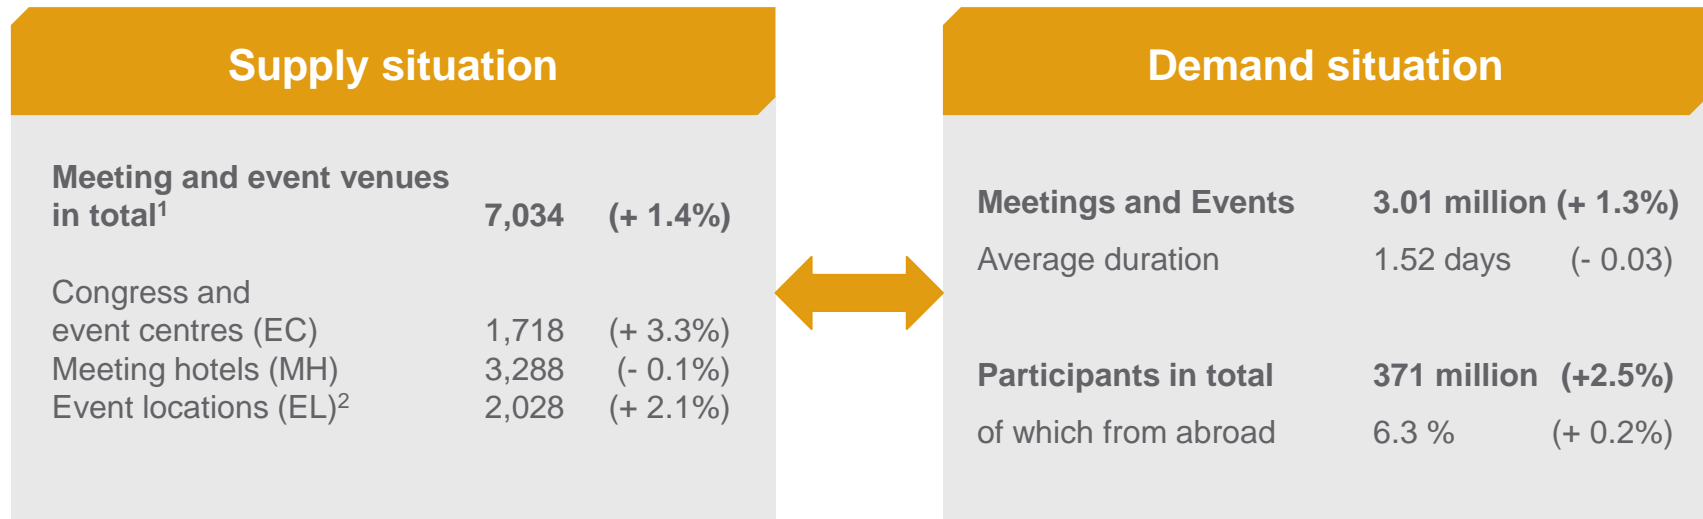 Supply situation
Meeting and event venues
in total1 7,034 (+ 1.4%)
Congress and
event centres (EC) 1,718 (+ 3.3%)
Meeting hotels (MH) 3,288 (- 0.1%)
Event locations (EL)2 2,028 (+ 2.1%)
Demand situation
Meetings and Events 3.01 million (+ 1.3%)
Average duration 1.52 days (- 0.03)
Participants in total 371 million (+2.5%)
of which from abroad 6.3 % (+ 0.2%)